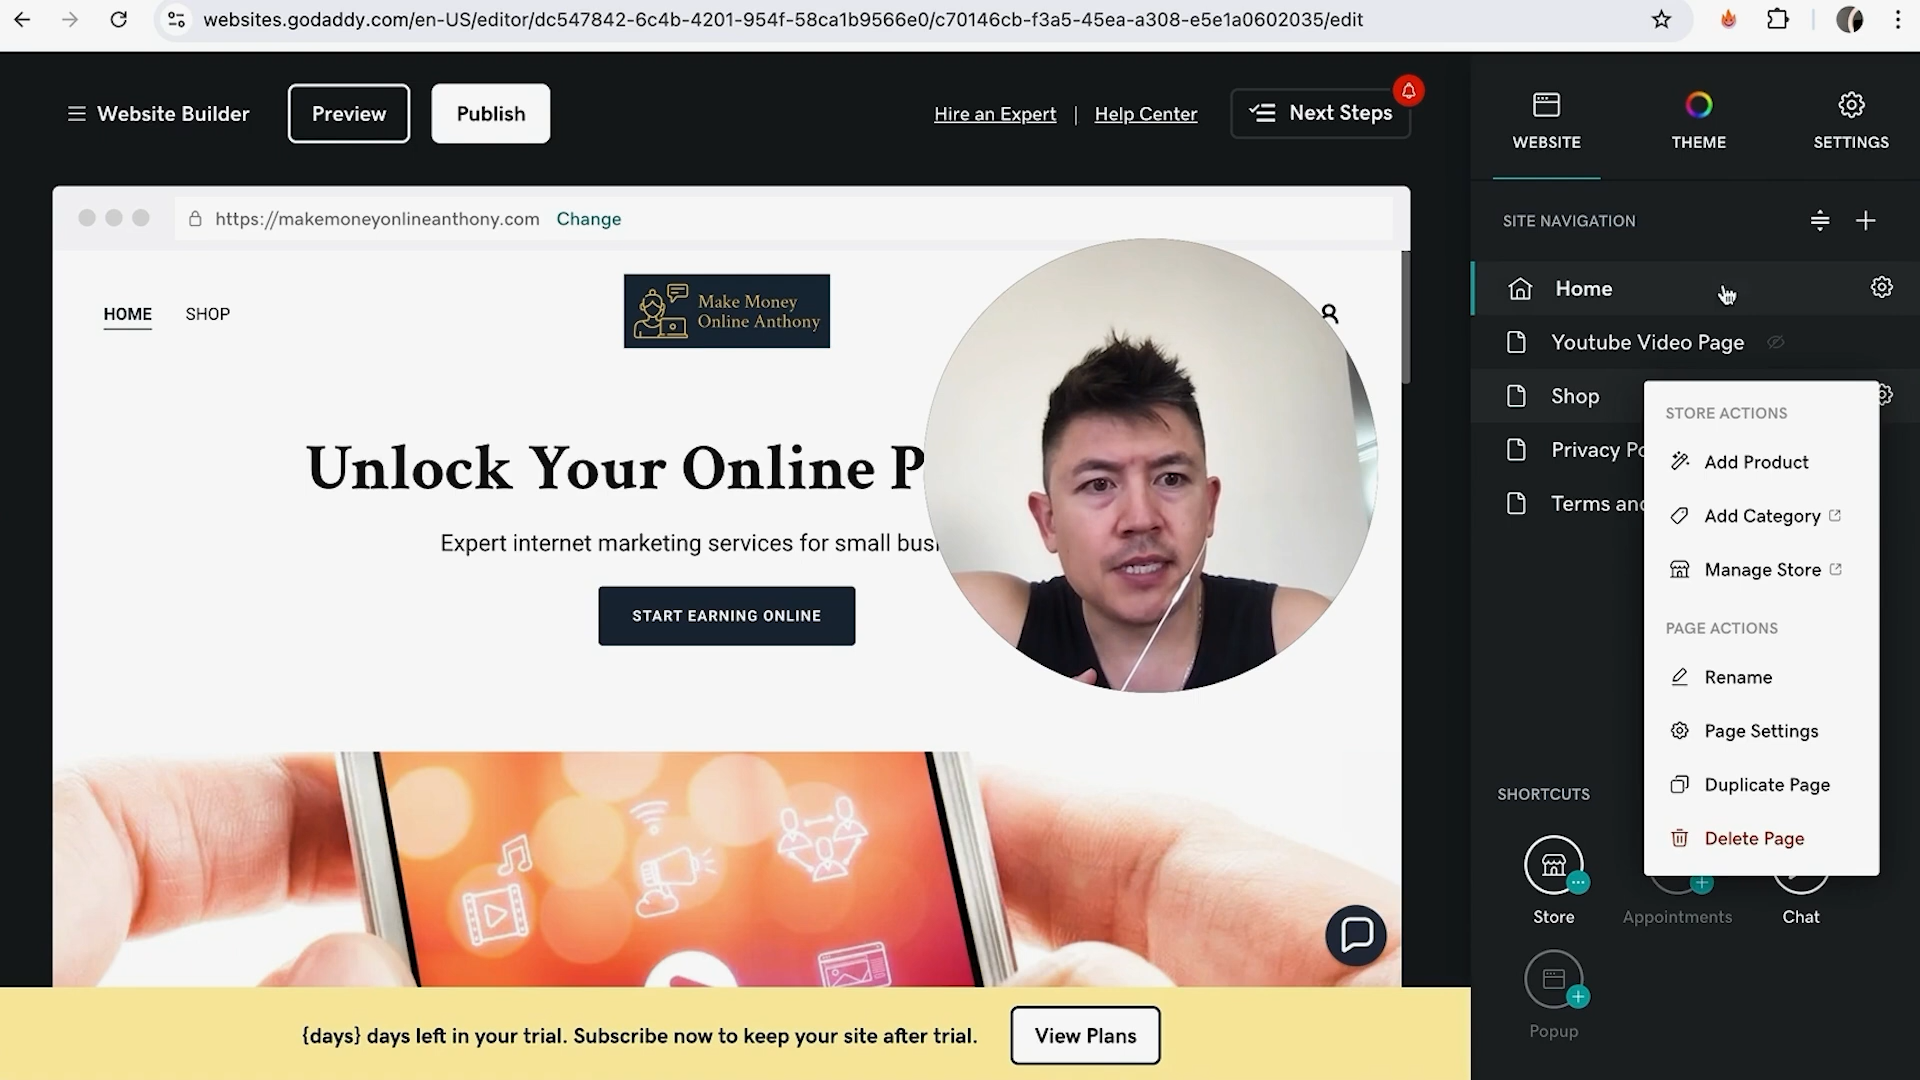 websites.godaddy.com/en-US/editor/dc547842-6c4b-4201-954f-58ca1b9566e0/c70146cb-f3a5-45ea-a308-e5e1a0602035/edit
Website Builder
Preview
Publish
Hire an Expert | Help Center
Next Steps
WEBSITE
THEME
SETTINGS
https://makemoneyonlineanthony.com Change
SITE NAVIGATION
HOME
SHOP
Make Money
Online Anthony
Home
Youtube Video Page
Shop
Privacy Po
Terms and
Unlock Your Online P
Expert internet marketing services for small busi
START EARNING ONLINE
STORE ACTIONS
Add Product
Add Category
Manage Store
PAGE ACTIONS
Rename
Page Settings
Duplicate Page
Delete Page
SHORTCUTS
Store
Appointments
Chat
Popup
{days} days left in your trial. Subscribe now to keep your site after trial.
View Plans